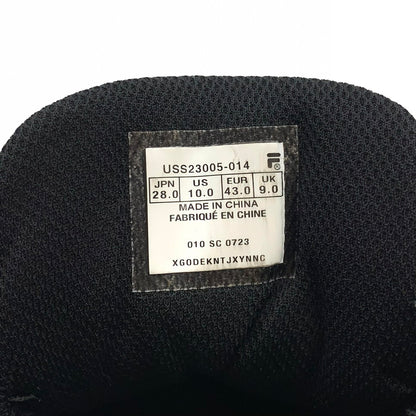 USS23005-014
F®
JPN US EUR UK
28.0 10.0 43.0 9.0
MADE IN CHINA
FABRIQUÉ EN CHINE
010 SC 0723
XGODEKNTJXYNNC